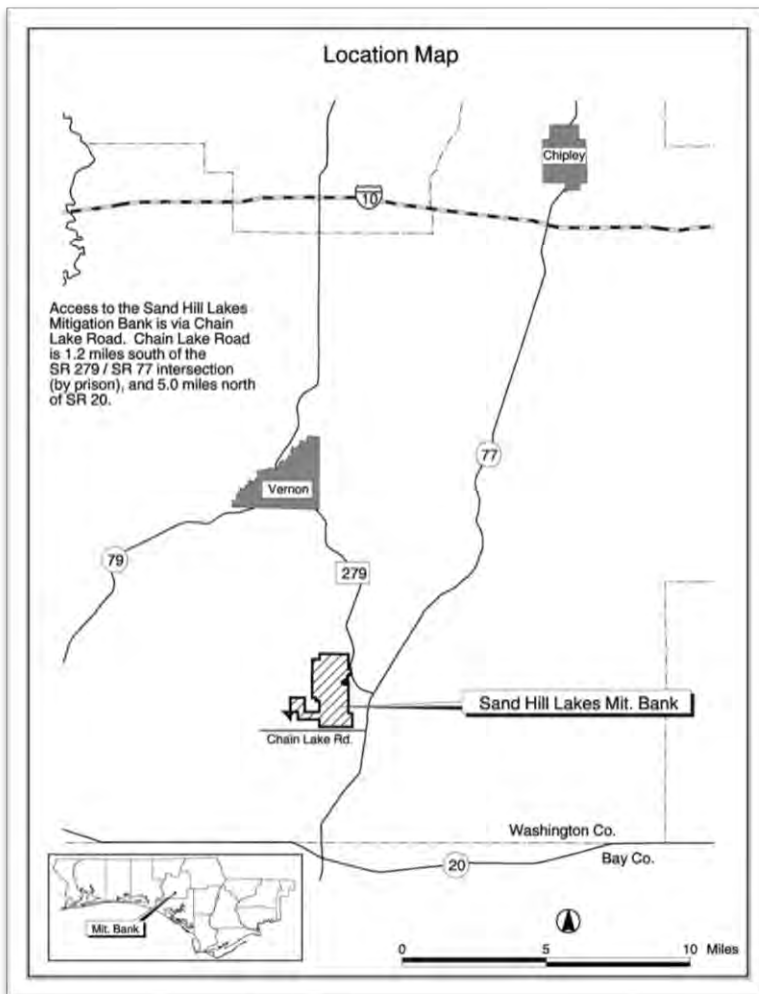 Location Map
Chipley
10
Access to the Sand Hill Lakes
Mitigation Bank is via Chain
Lake Road.  Chain Lake Road
is 1.2 miles south of the
SR 279 / SR 77 intersection
(by prison), and 5.0 miles north
of SR 20.
77
Vernon
79
279
Sand Hill Lakes Mit. Bank
Chain Lake Rd.
Washington Co.
Bay Co.
20
Mit. Bank
0 5 10 Miles